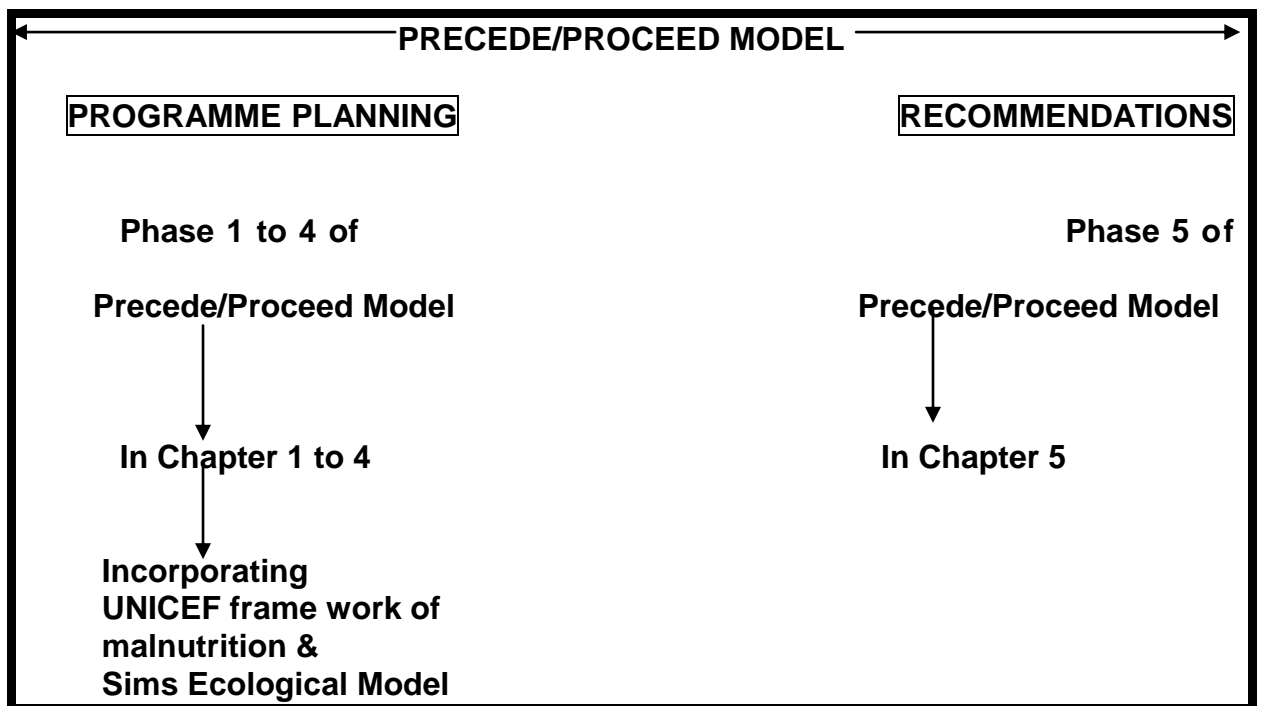 PRECEDE/PROCEED MODEL
PROGRAMME PLANNING
RECOMMENDATIONS
Phase 1 to 4 of
Phase 5 of
Precede/Proceed Model
Precede/Proceed Model
In Chapter 1 to 4
In Chapter 5
Incorporating
UNICEF frame work of
malnutrition &
Sims Ecological Model